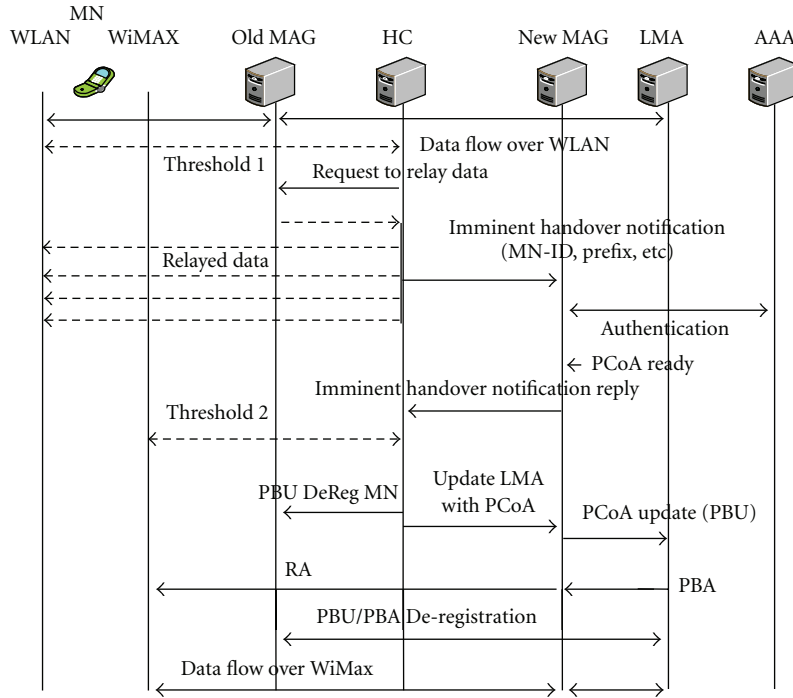 MN
WLAN
WiMAX
Old MAG
HC
New MAG
LMA
AAA
Data flow over WLAN
Threshold 1
Request to relay data
Imminent handover notification
(MN-ID, prefix, etc)
Relayed data
Authentication
PCoA ready
Imminent handover notification reply
Threshold 2
Update LMA
with PCoA
PBU DeReg MN
PCoA update (PBU)
RA
PBA
PBU/PBA De-registration
Data flow over WiMax